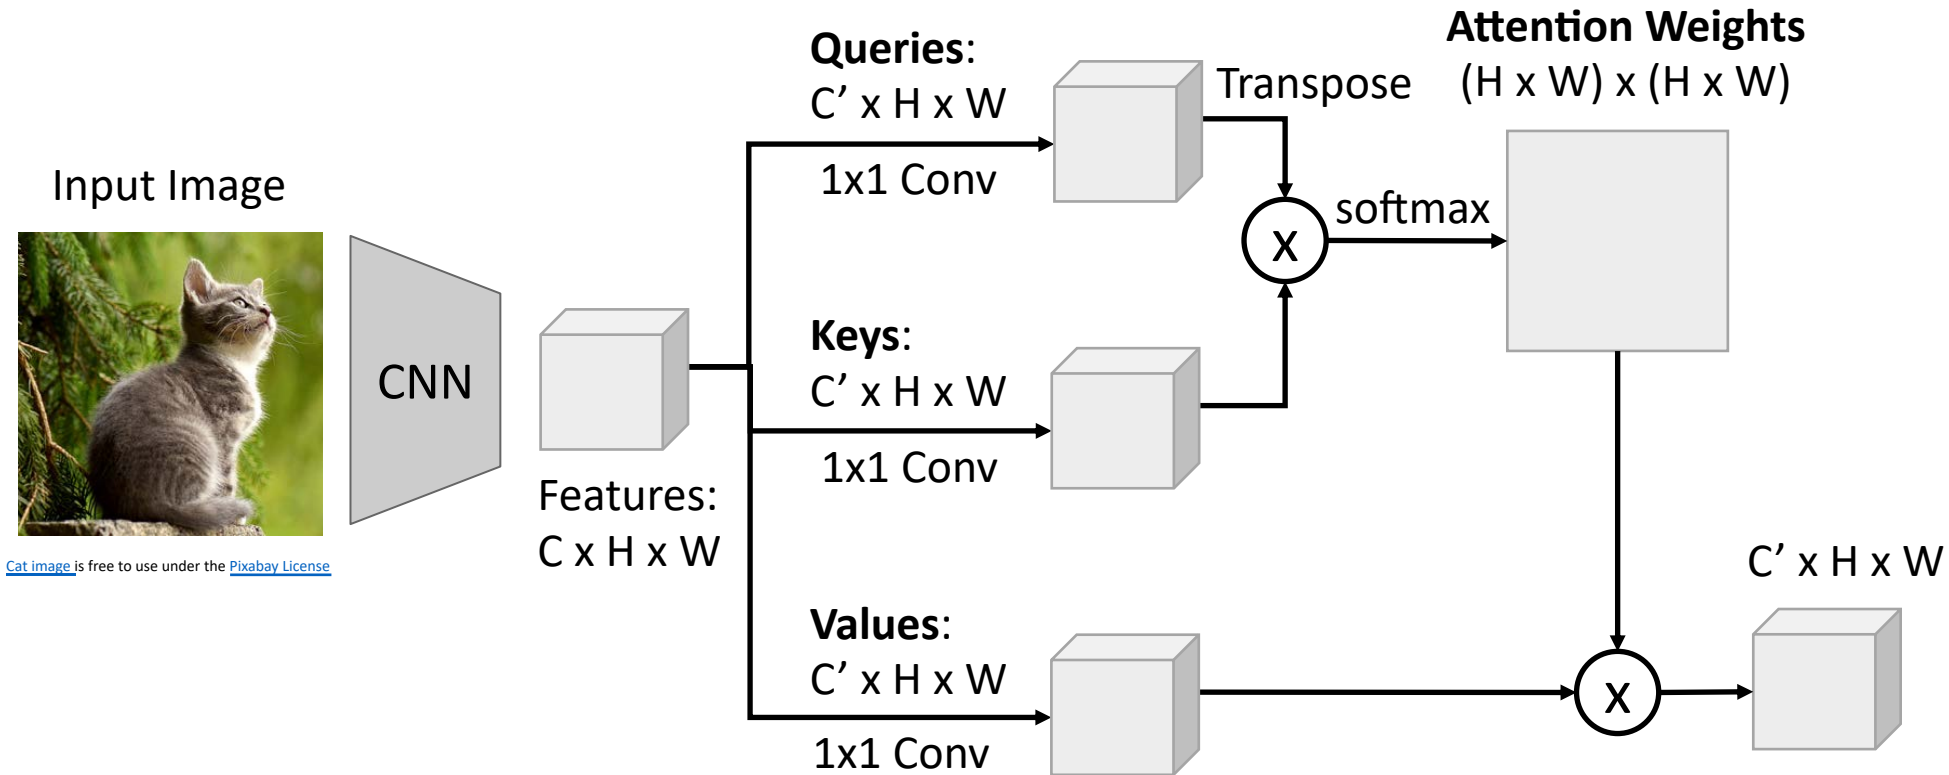 Input Image
Cat image is free to use under the Pixabay License
CNN
Features:
C x H x W
Queries:
C’ x H x W
1x1 Conv
Keys:
C’ x H x W
1x1 Conv
Values:
C’ x H x W
1x1 Conv
Transpose
X
softmax
Attention Weights
(H x W) x (H x W)
X
C’ x H x W